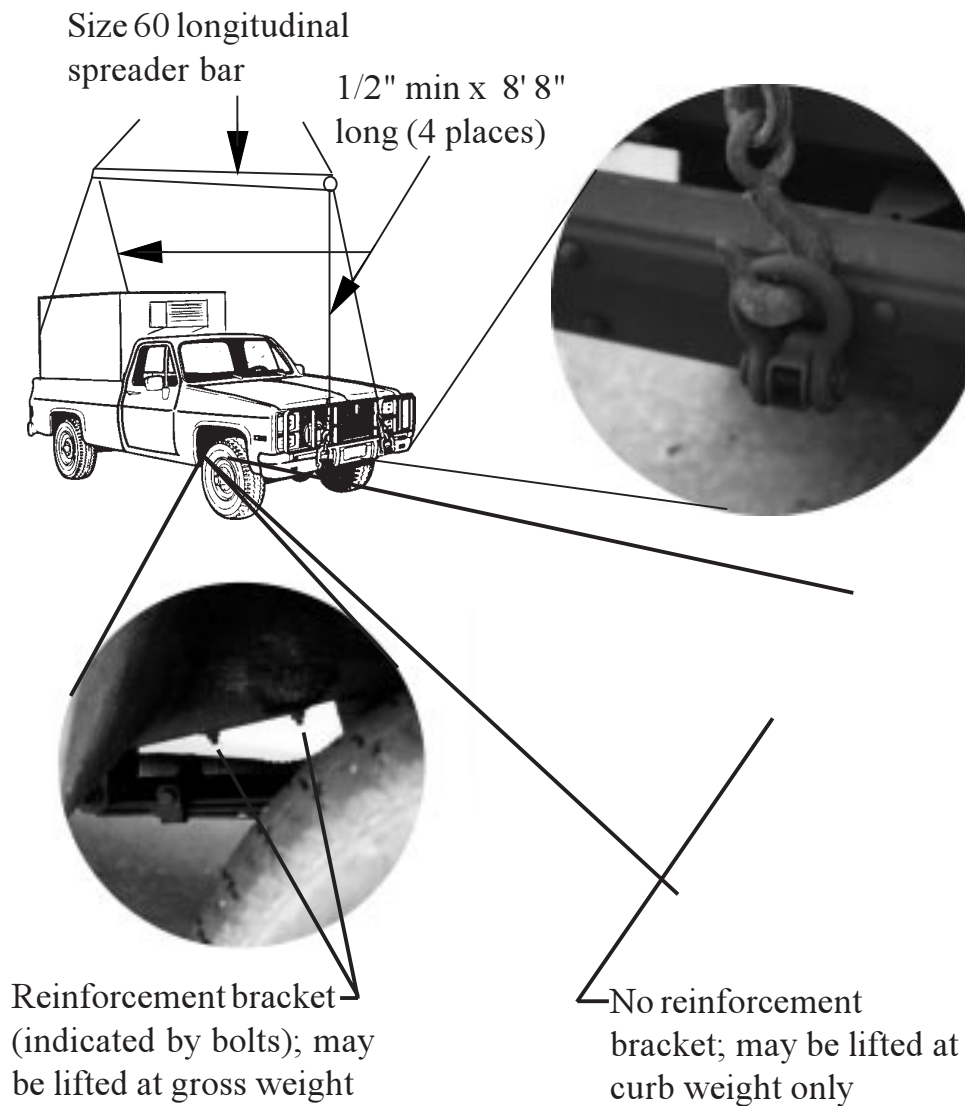 Size 60 longitudinal
spreader bar
1/2" min x 8' 8"
long (4 places)
Reinforcement bracket
(indicated by bolts); may
be lifted at gross weight
No reinforcement
bracket; may be lifted at
curb weight only